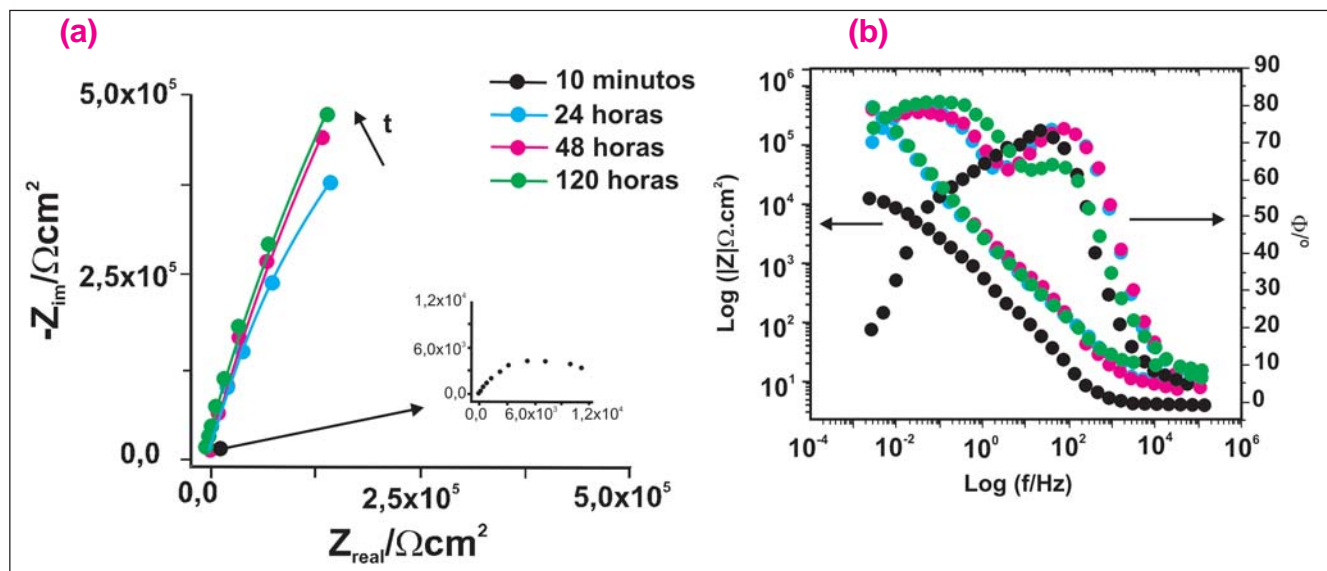 (a)
5,0x10⁵
2,5x10⁵
0,0
-Z_im/Ωcm²
0,0
2,5x10⁵
5,0x10⁵
Z_real/Ωcm²
t
10 minutos
24 horas
48 horas
120 horas
1,2x10⁴
6,0x10³
0,0
0,0
6,0x10³
1,2x10⁴
(b)
10⁶
10⁵
10⁴
10³
10²
10¹
Log (|Z|Ω.cm²)
90
80
70
60
50
40
30
20
10
0
Φ/º
10⁻⁴
10⁻²
10⁰
10²
10⁴
10⁶
Log (f/Hz)